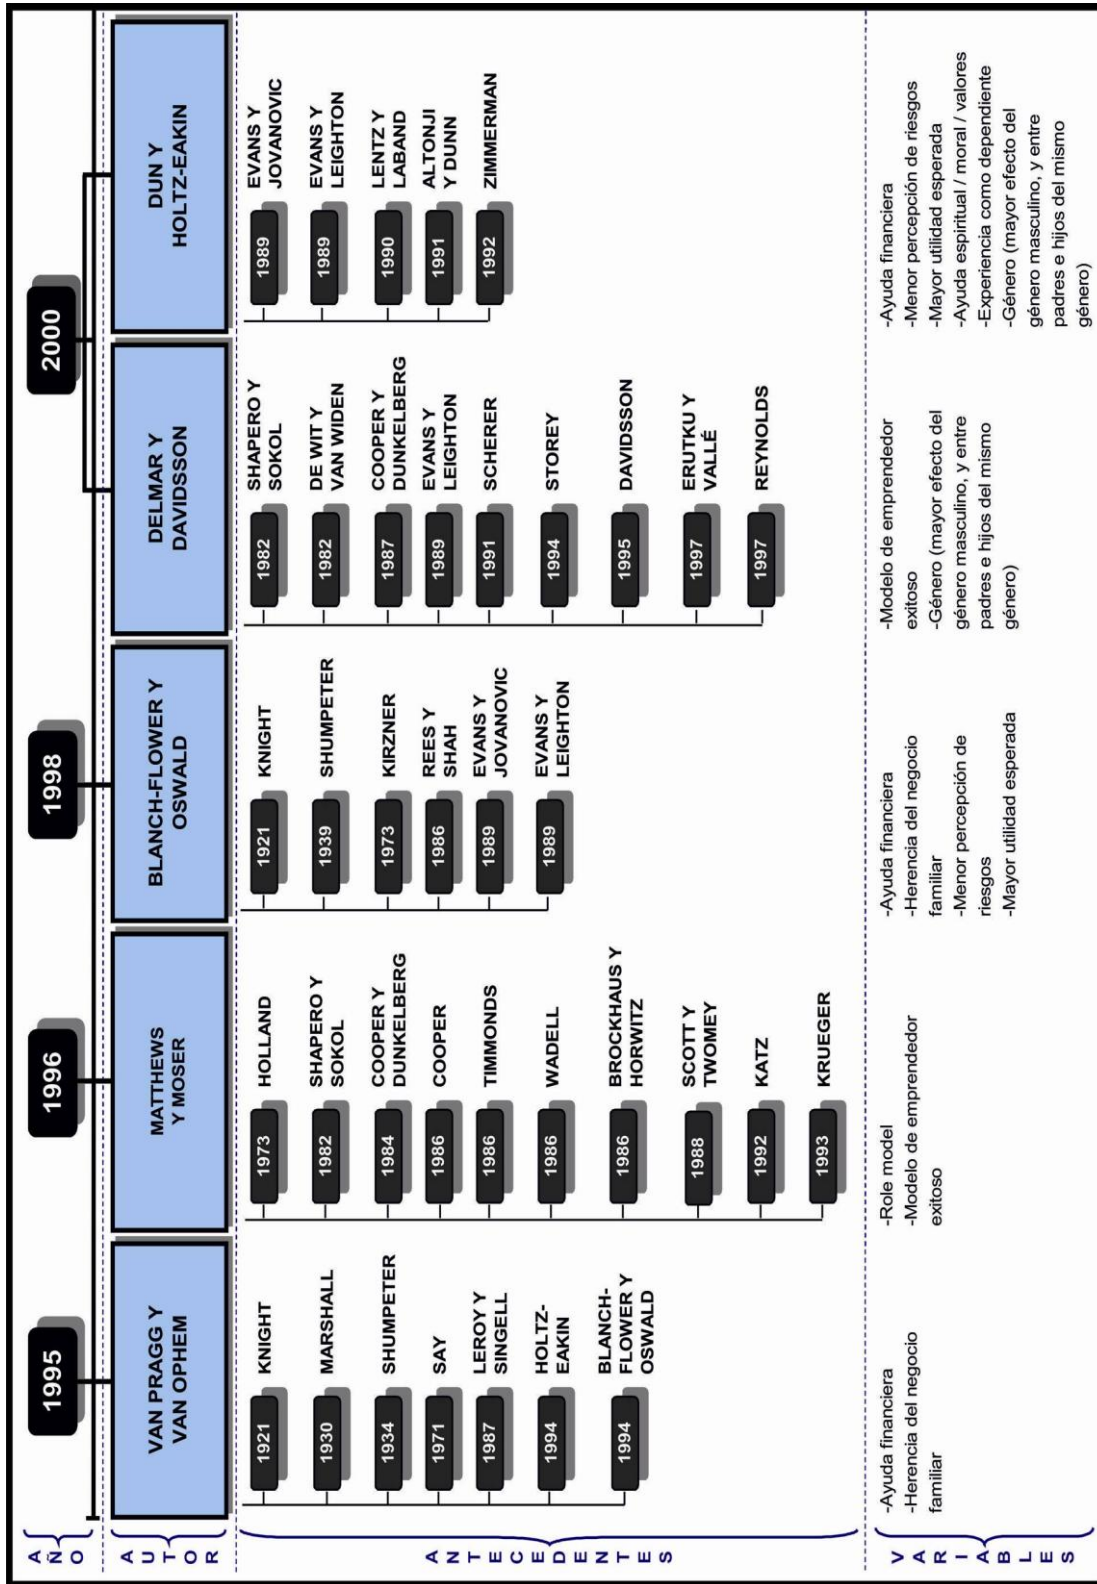 AÑO
1995
1996
1998
2000
AUTOR
VAN PRAGG Y
VAN OPHEM
MATTHEWS
Y MOSER
BLANCH-FLOWER Y
OSWALD
DELMAR Y
DAVIDSSON
DUN Y
HOLTZ-EAKIN
ANTECEDENTES
1921 KNIGHT
1930 MARSHALL
1934 SHUMPETER
1971 SAY
1987 LEROY Y
SINGELL
1994 HOLTZ-
EAKIN
1994 BLANCH-
FLOWER Y
OSWALD
1973 HOLLAND
1982 SHAPERO Y
SOKOL
1984 COOPER Y
DUNKELBERG
1986 COOPER
1986 TIMMONDS
1986 WADELL
1986 BROCKHAUS Y
HORWITZ
1988 SCOTT Y
TWOMEY
1992 KATZ
1993 KRUEGER
1921 KNIGHT
1939 SHUMPETER
1973 KIRZNER
1986 REES Y
SHAH
1989 EVANS Y
JOVANOVIC
1989 EVANS Y
LEIGHTON
1982 SHAPERO Y
SOKOL
1982 DE WIT Y
VAN WIDEN
1987 COOPER Y
DUNKELBERG
1989 EVANS Y
LEIGHTON
1991 SCHERER
1994 STOREY
1995 DAVIDSSON
1997 ERUTKU Y
VALLÉ
1997 REYNOLDS
1989 EVANS Y
JOVANOVIC
1989 EVANS Y
LEIGHTON
1990 LENTZ Y
LABAND
1991 ALTONJI
Y DUNN
1992 ZIMMERMAN
VARIABLES
-Ayuda financiera
-Herencia del negocio
familiar
-Role model
-Modelo de emprendedor
exitoso
-Ayuda financiera
-Herencia del negocio
familiar
-Menor percepción de
riesgos
-Mayor utilidad esperada
-Modelo de emprendedor
exitoso
-Género (mayor efecto del
género masculino, y entre
padres e hijos del mismo
género)
-Ayuda financiera
-Menor percepción de riesgos
-Mayor utilidad esperada
-Ayuda espiritual / moral / valores
-Experiencia como dependiente
-Género (mayor efecto del
género masculino, y entre
padres e hijos del mismo
género)